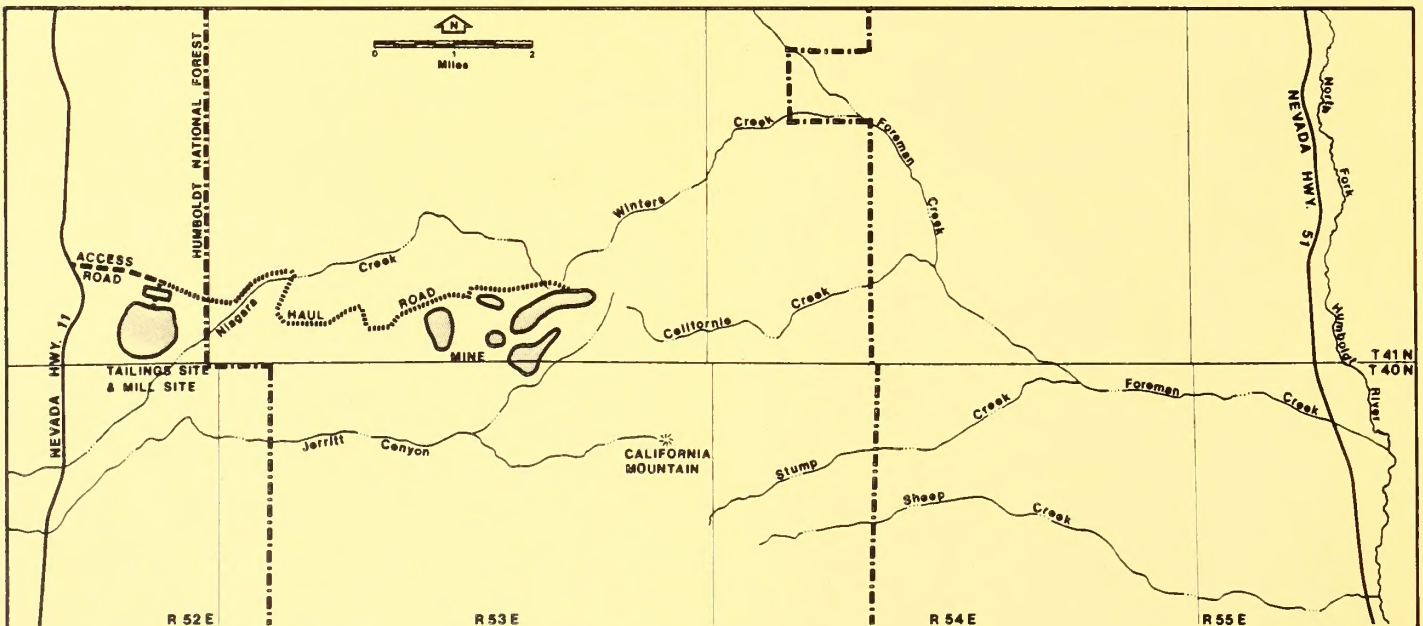 N
0 1 2
Miles
HUMBOLDT NATIONAL FOREST
NEVADA HWY. 51
North
Fork
Humboldt
River
Creek
Foreman
Creek
Winters
ACCESS
ROAD
Creek
Niagara
HAUL
ROAD
California
Creek
MINE
NEVADA HWY. 11
TAILINGS SITE
& MILL SITE
T 41 N
T 40 N
Foreman
Creek
Creek
Stump
Jerritt Canyon
CALIFORNIA
MOUNTAIN
Sheep
Creek
R 52 E
R 53 E
R 54 E
R 55 E